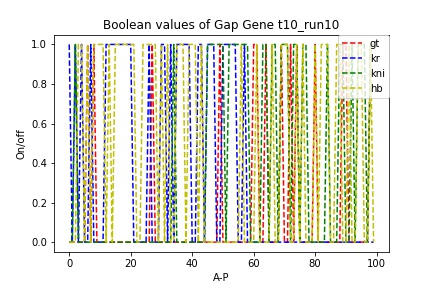 Boolean values of Gap Gene t10_run10
gt
kr
kni
hb
On/off
1.0
0.8
0.6
0.4
0.2
0.0
0 20 40 60 80 100
A-P